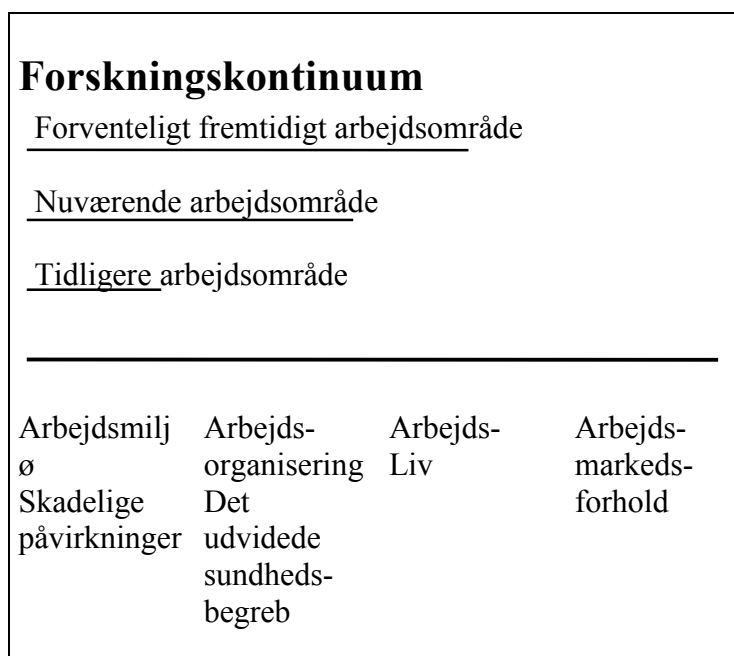 Forskningskontinuum
Forventeligt fremtidigt arbejdsområde
Nuværende arbejdsområde
Tidligere arbejdsområde
Arbejdsmilj
ø
Skadelige
påvirkninger
Arbejds-
organisering
Det
udvidede
sundheds-
begreb
Arbejds-
Liv
Arbejds-
markeds-
forhold